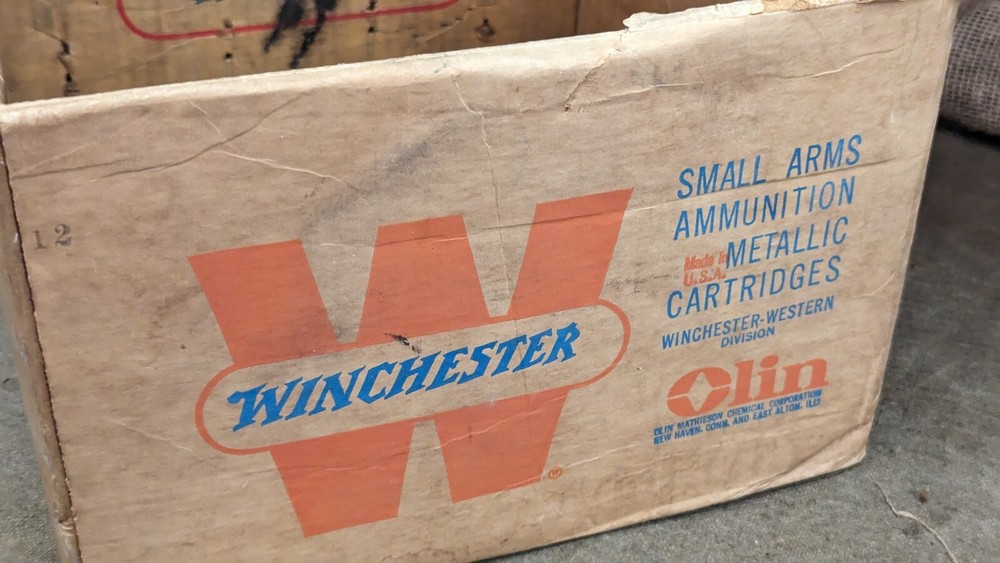 12
W
WINCHESTER
®
SMALL ARMS
AMMUNITION
METALLIC
Made in
U.S.A.
CARTRIDGES
WINCHESTER-WESTERN
DIVISION
Olin
OLIN MATHIESON CHEMICAL CORPORATION
NEW HAVEN, CONN. AND EAST ALTON, ILL.